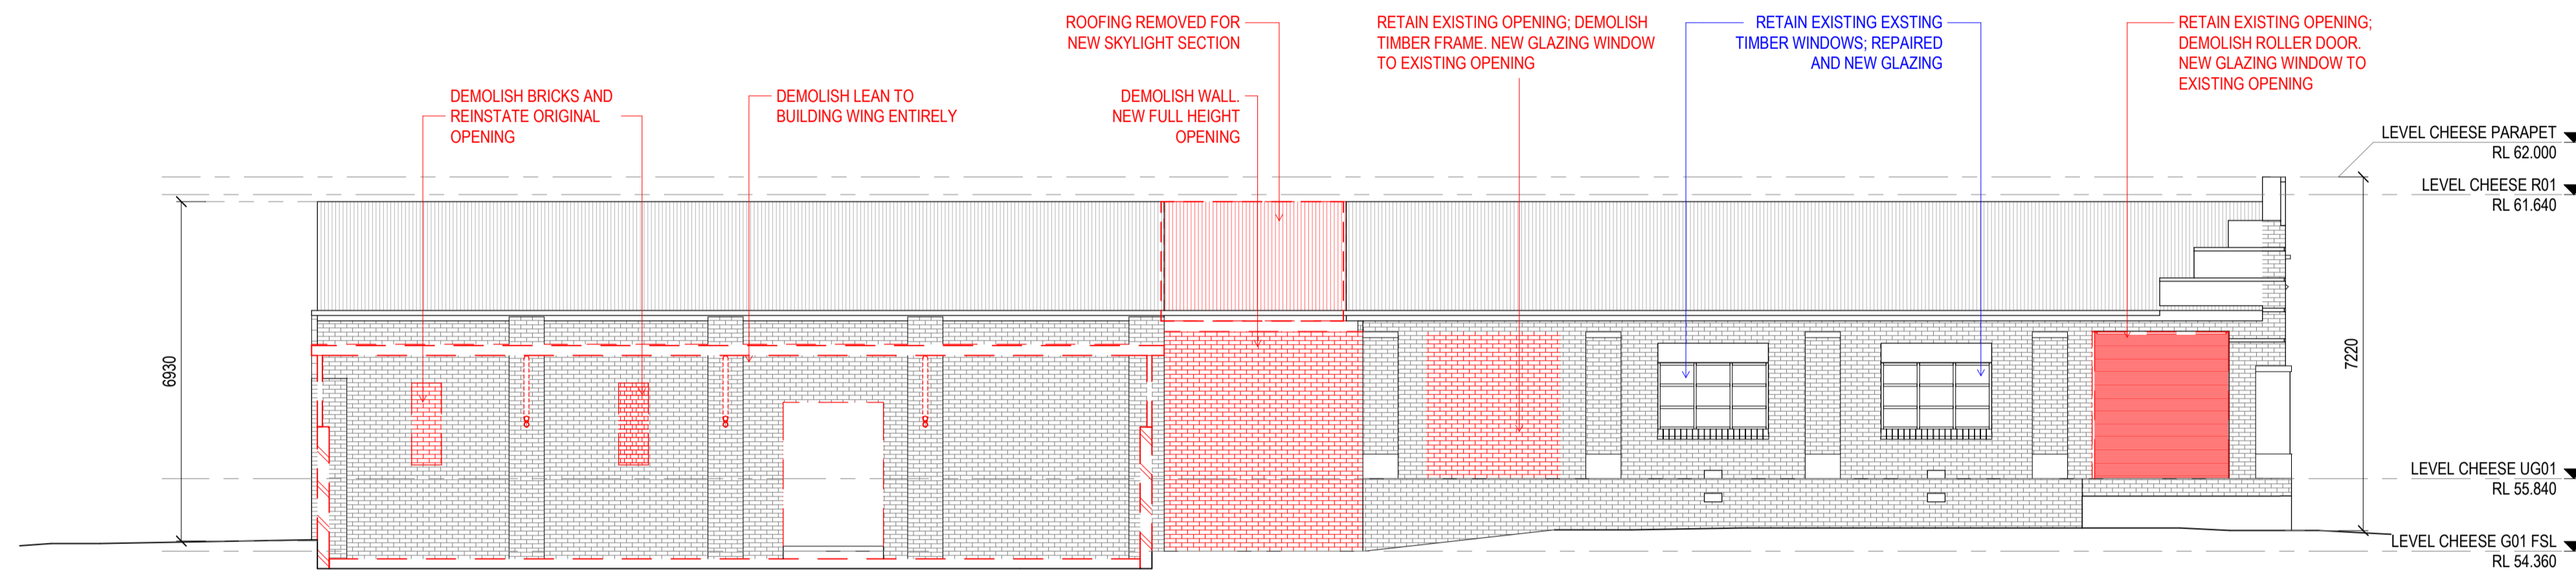 ROOFING REMOVED FOR
NEW SKYLIGHT SECTION
RETAIN EXISTING OPENING; DEMOLISH
TIMBER FRAME. NEW GLAZING WINDOW
TO EXISTING OPENING
RETAIN EXISTING EXSTING
TIMBER WINDOWS; REPAIRED
AND NEW GLAZING
RETAIN EXISTING OPENING;
DEMOLISH ROLLER DOOR.
NEW GLAZING WINDOW TO
EXISTING OPENING
DEMOLISH BRICKS AND
REINSTATE ORIGINAL
OPENING
DEMOLISH LEAN TO
BUILDING WING ENTIRELY
DEMOLISH WALL.
NEW FULL HEIGHT
OPENING
LEVEL CHEESE PARAPET
RL 62.000
LEVEL CHEESE R01
RL 61.640
6930
7220
LEVEL CHEESE UG01
RL 55.840
LEVEL CHEESE G01 FSL
RL 54.360